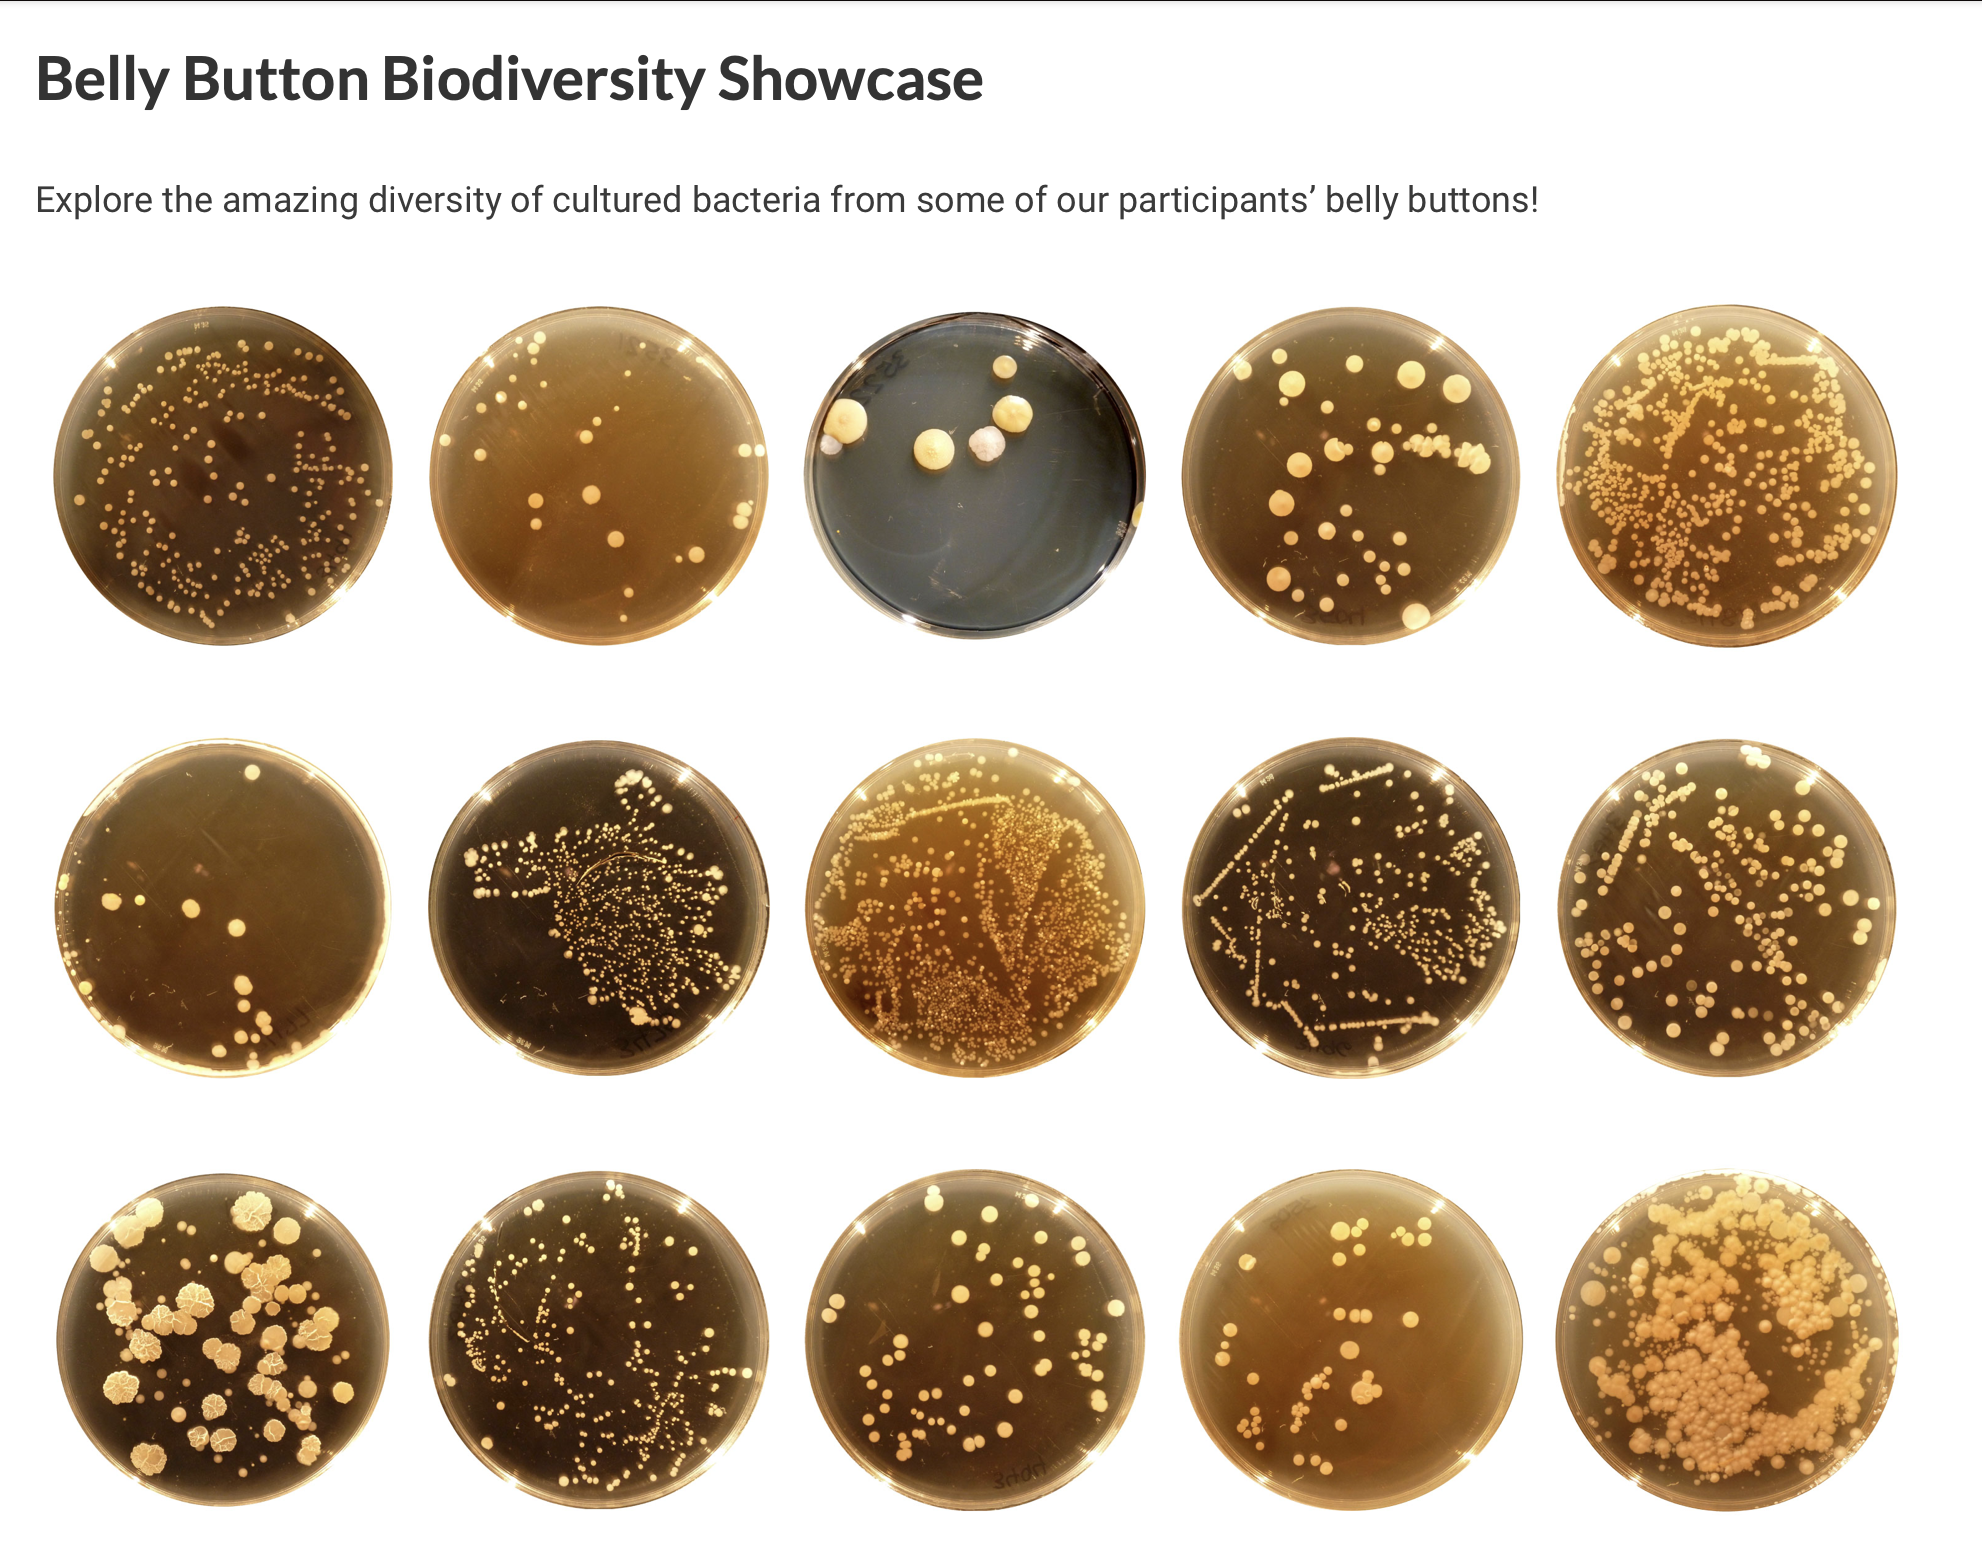 Belly Button Biodiversity Showcase
Explore the amazing diversity of cultured bacteria from some of our participants’ belly buttons!